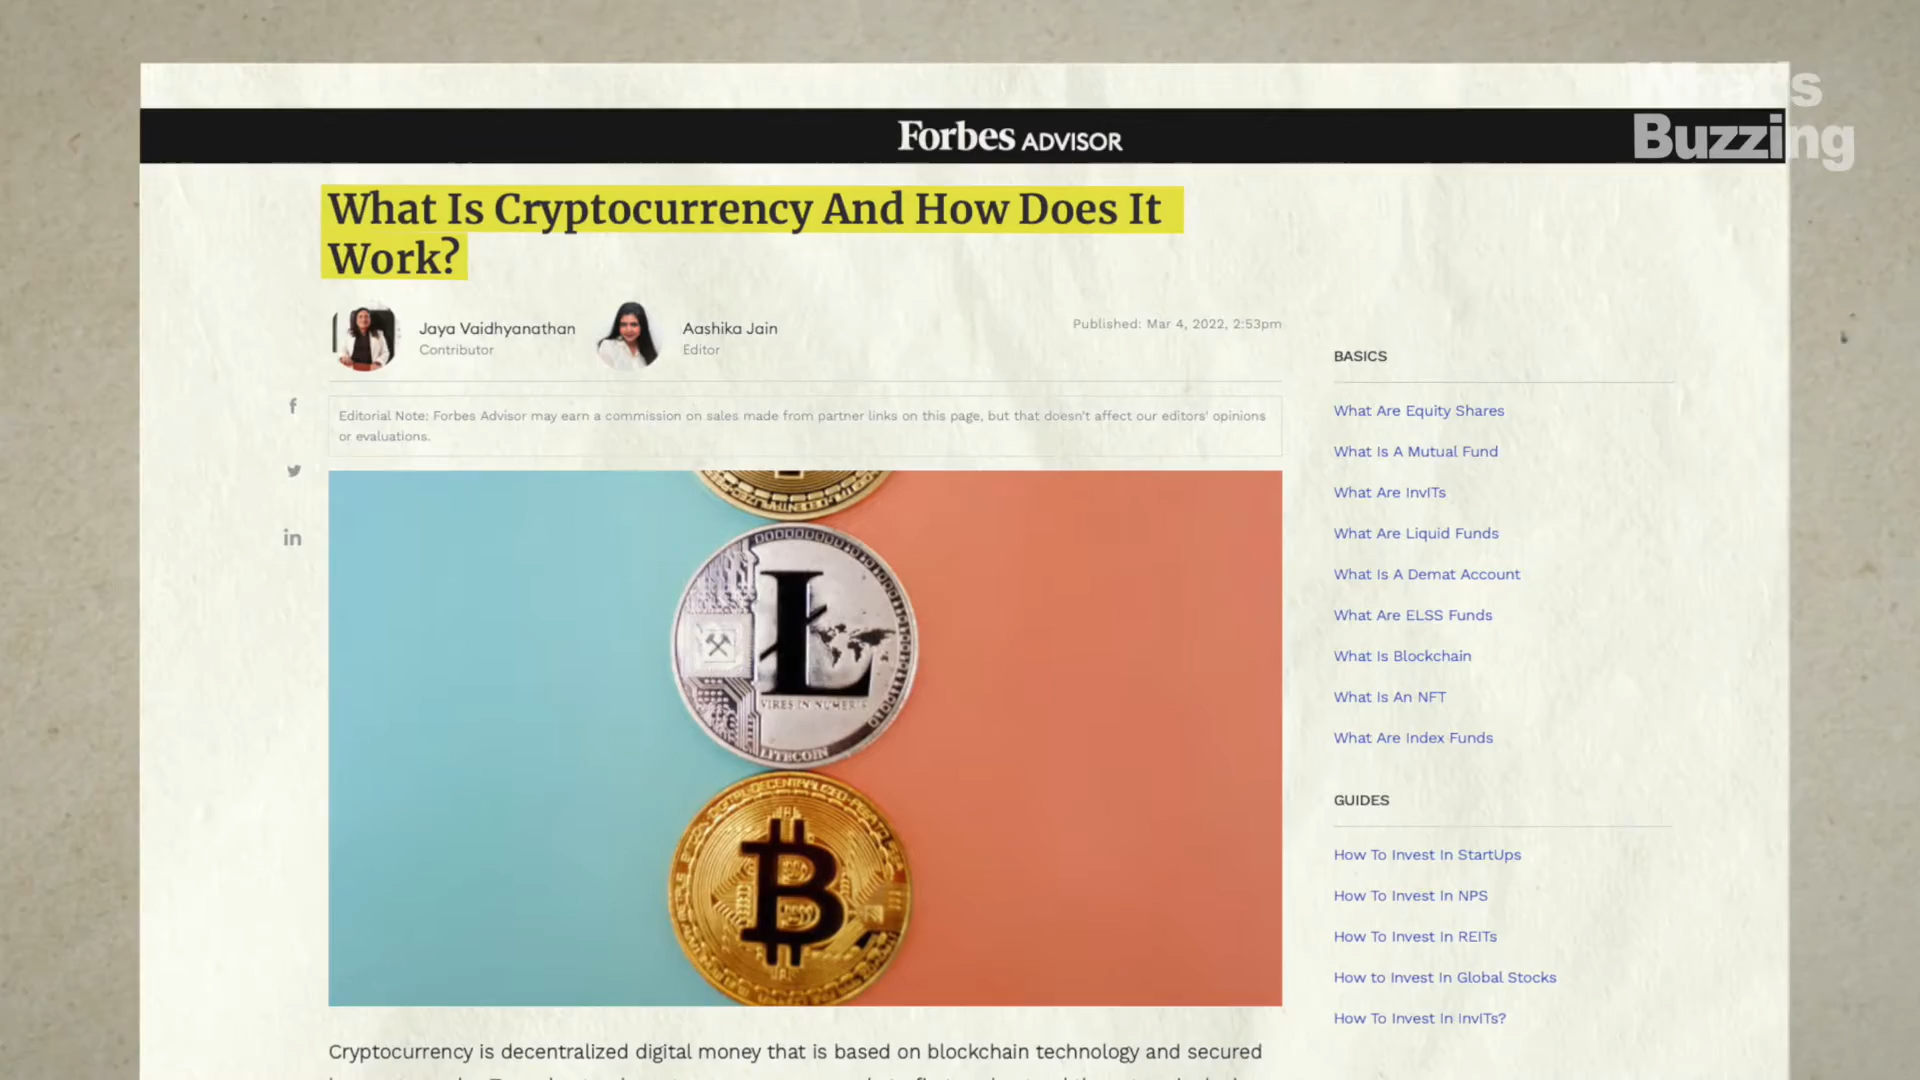 What's
Buzzing
Forbes ADVISOR
What Is Cryptocurrency And How Does It
Work?
Jaya Vaidhyanathan
Contributor
Aashika Jain
Editor
Published: Mar 4, 2022, 2:53pm
Editorial Note: Forbes Advisor may earn a commission on sales made from partner links on this page, but that doesn't affect our editors' opinions
or evaluations.
f
in
L
VIRES IN NUMERIS
LITECOIN
Cryptocurrency is decentralized digital money that is based on blockchain technology and secured
BASICS
What Are Equity Shares
What Is A Mutual Fund
What Are InvITs
What Are Liquid Funds
What Is A Demat Account
What Are ELSS Funds
What Is Blockchain
What Is An NFT
What Are Index Funds
GUIDES
How To Invest In StartUps
How To Invest In NPS
How To Invest In REITs
How to Invest In Global Stocks
How To Invest In InvITs?